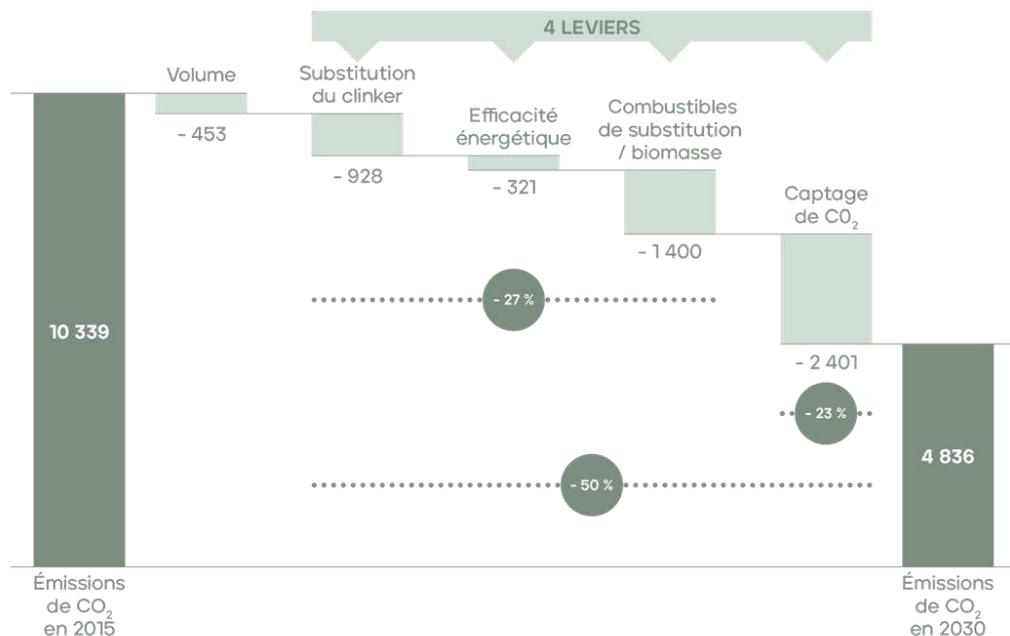 4 LEVIERS
Volume
- 453
Substitution
du clinker
- 928
Efficacité
énergétique
- 321
Combustibles
de substitution
/ biomasse
- 1 400
Captage
de C0₂
- 2 401
- 27 %
- 23 %
- 50 %
10 339
4 836
Émissions
de CO₂
en 2015
Émissions
de CO₂
en 2030